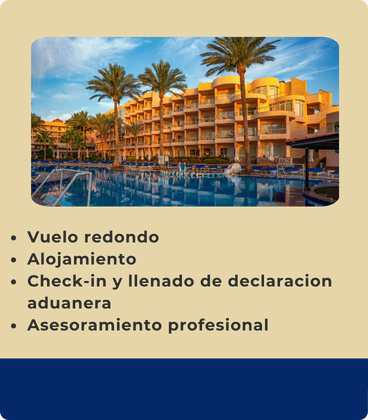 • Vuelo redondo
• Alojamiento
• Check-in y llenado de declaracion
aduanera
• Asesoramiento profesional